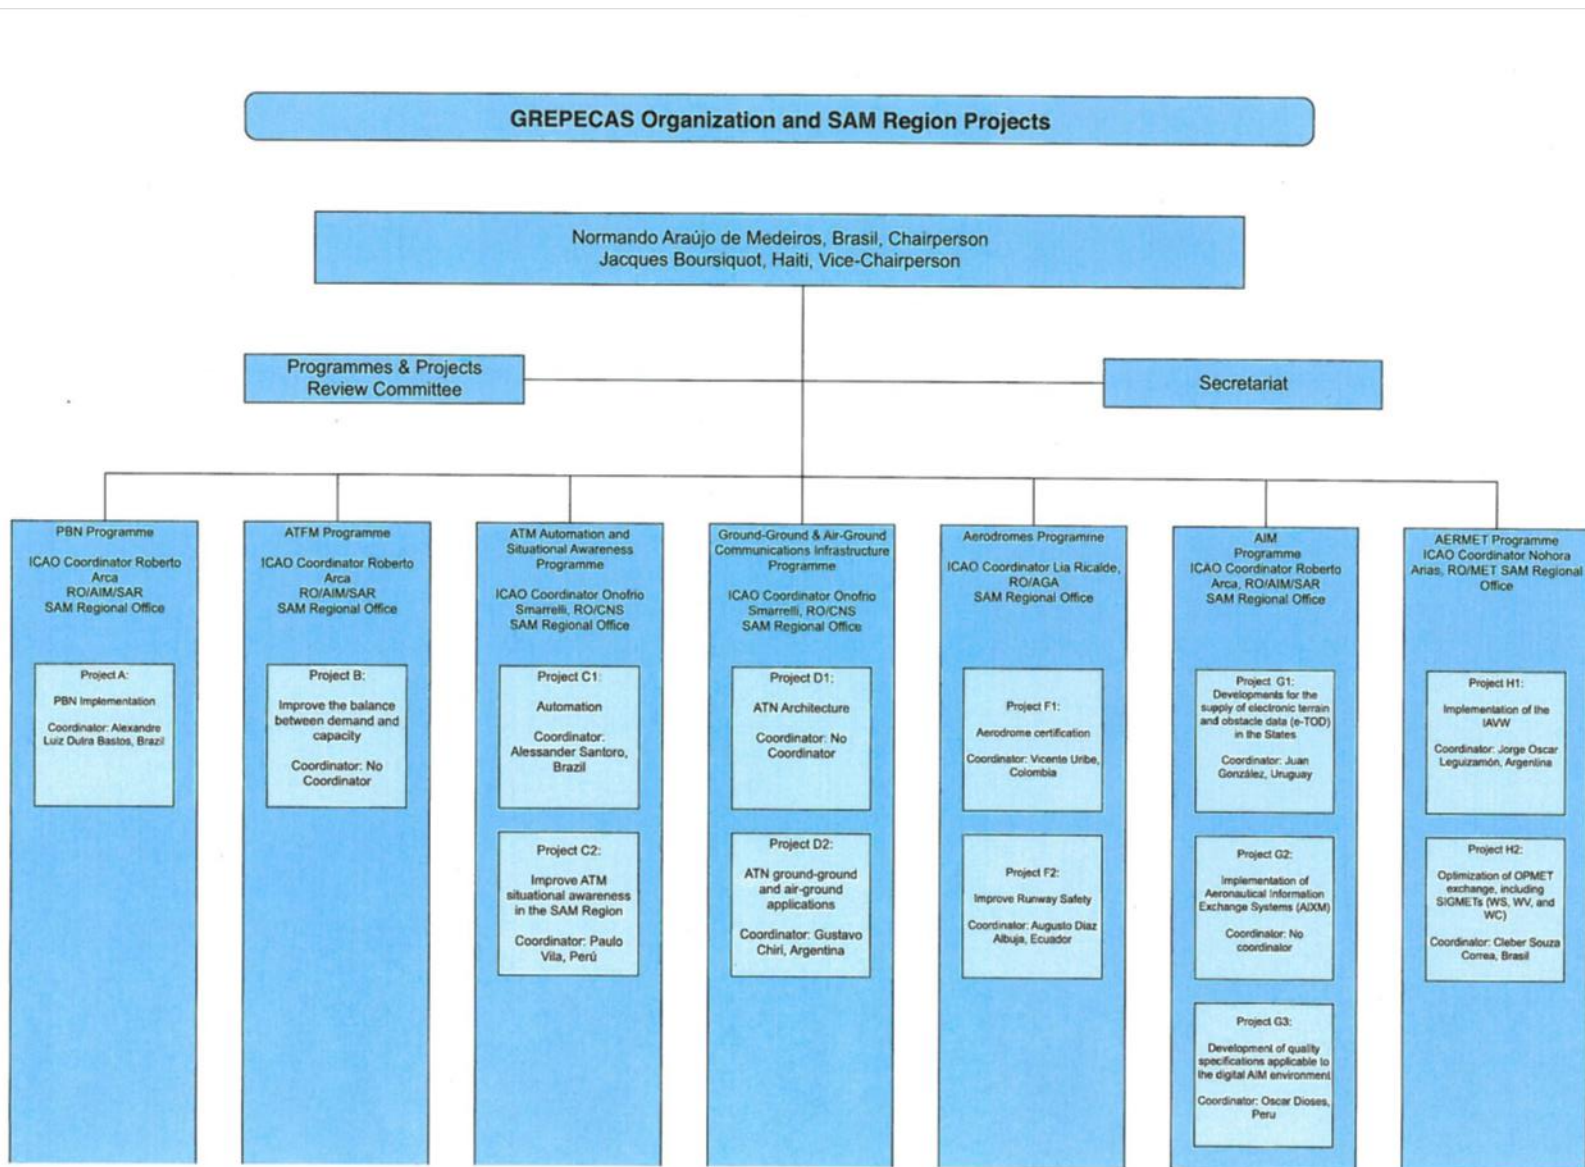 GREPECAS Organization and SAM Region Projects
Normando Araújo de Medeiros, Brasil, Chairperson
Jacques Boursiquot, Haiti, Vice-Chairperson
Programmes & Projects
Review Committee
Secretariat
PBN Programme
ICAO Coordinator Roberto
Arca
RO/AIM/SAR
SAM Regional Office
Project A:
PBN Implementation
Coordinator: Alexandre
Luiz Dutra Bastos, Brazil
ATFM Programme
ICAO Coordinator Roberto
Arca
RO/AIM/SAR
SAM Regional Office
Project B:
Improve the balance
between demand and
capacity
Coordinator: No
Coordinator
ATM Automation and
Situational Awareness
Programme
ICAO Coordinator Onofrio
Smarrelli, RO/CNS
SAM Regional Office
Project C1:
Automation
Coordinator:
Alessander Santoro,
Brazil
Project C2:
Improve ATM
situational awareness
in the SAM Region
Coordinator: Paulo
Vila, Perú
Ground-Ground & Air-Ground
Communications Infrastructure
Programme
ICAO Coordinator Onofrio
Smarrelli, RO/CNS
SAM Regional Office
Project D1:
ATN Architecture
Coordinator: No
Coordinator
Project D2:
ATN ground-ground
and air-ground
applications
Coordinator: Gustavo
Chiri, Argentina
Aerodromes Programme
ICAO Coordinator Lia Ricalde,
RO/AGA
SAM Regional Office
Project F1:
Aerodrome certification
Coordinator: Vicente Uribe,
Colombia
Project F2:
Improve Runway Safety
Coordinator: Augusto Diaz
Albuja, Ecuador
AIM
Programme
ICAO Coordinator Roberto
Arca, RO/AIM/SAR
SAM Regional Office
Project G1:
Developments for the
supply of electronic terrain
and obstacle data (e-TOD)
in the States
Coordinator: Juan
González, Uruguay
Project G2:
Implementation of
Aeronautical Information
Exchange Systems (AIXM)
Coordinator: No
coordinator
Project G3:
Development of quality
specifications applicable to
the digital AIM environment
Coordinator: Oscar Dioses,
Peru
AERMET Programme
ICAO Coordinator Nohora
Arias, RO/MET SAM Regional
Office
Project H1:
Implementation of the
IAVW
Coordinator: Jorge Oscar
Leguizamón, Argentina
Project H2:
Optimization of OPMET
exchange, including
SIGMETs (WS, WV, and
WC)
Coordinator: Cleber Souza
Correa, Brasil